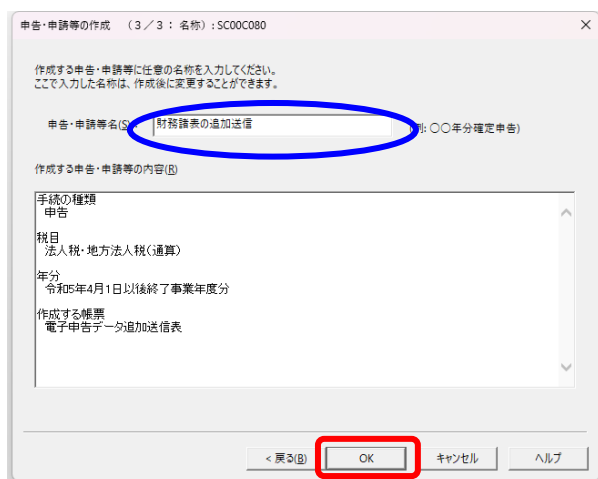 申告・申請等の作成　（３／３：名称）:SC00C080
作成する申告・申請等に任意の名称を入力してください。
ここで入力した名称は、作成後に変更することができます。
申告・申請等名(S): 財務諸表の追加送信 (例:〇〇年分確定申告)
作成する申告・申請等の内容(R)
手続の種類
申告
税目
法人税・地方法人税(通算)
年分
令和5年4月1日以後終了事業年度分
作成する帳票
電子申告データ追加送信表
< 戻る(B) OK キャンセル ヘルプ